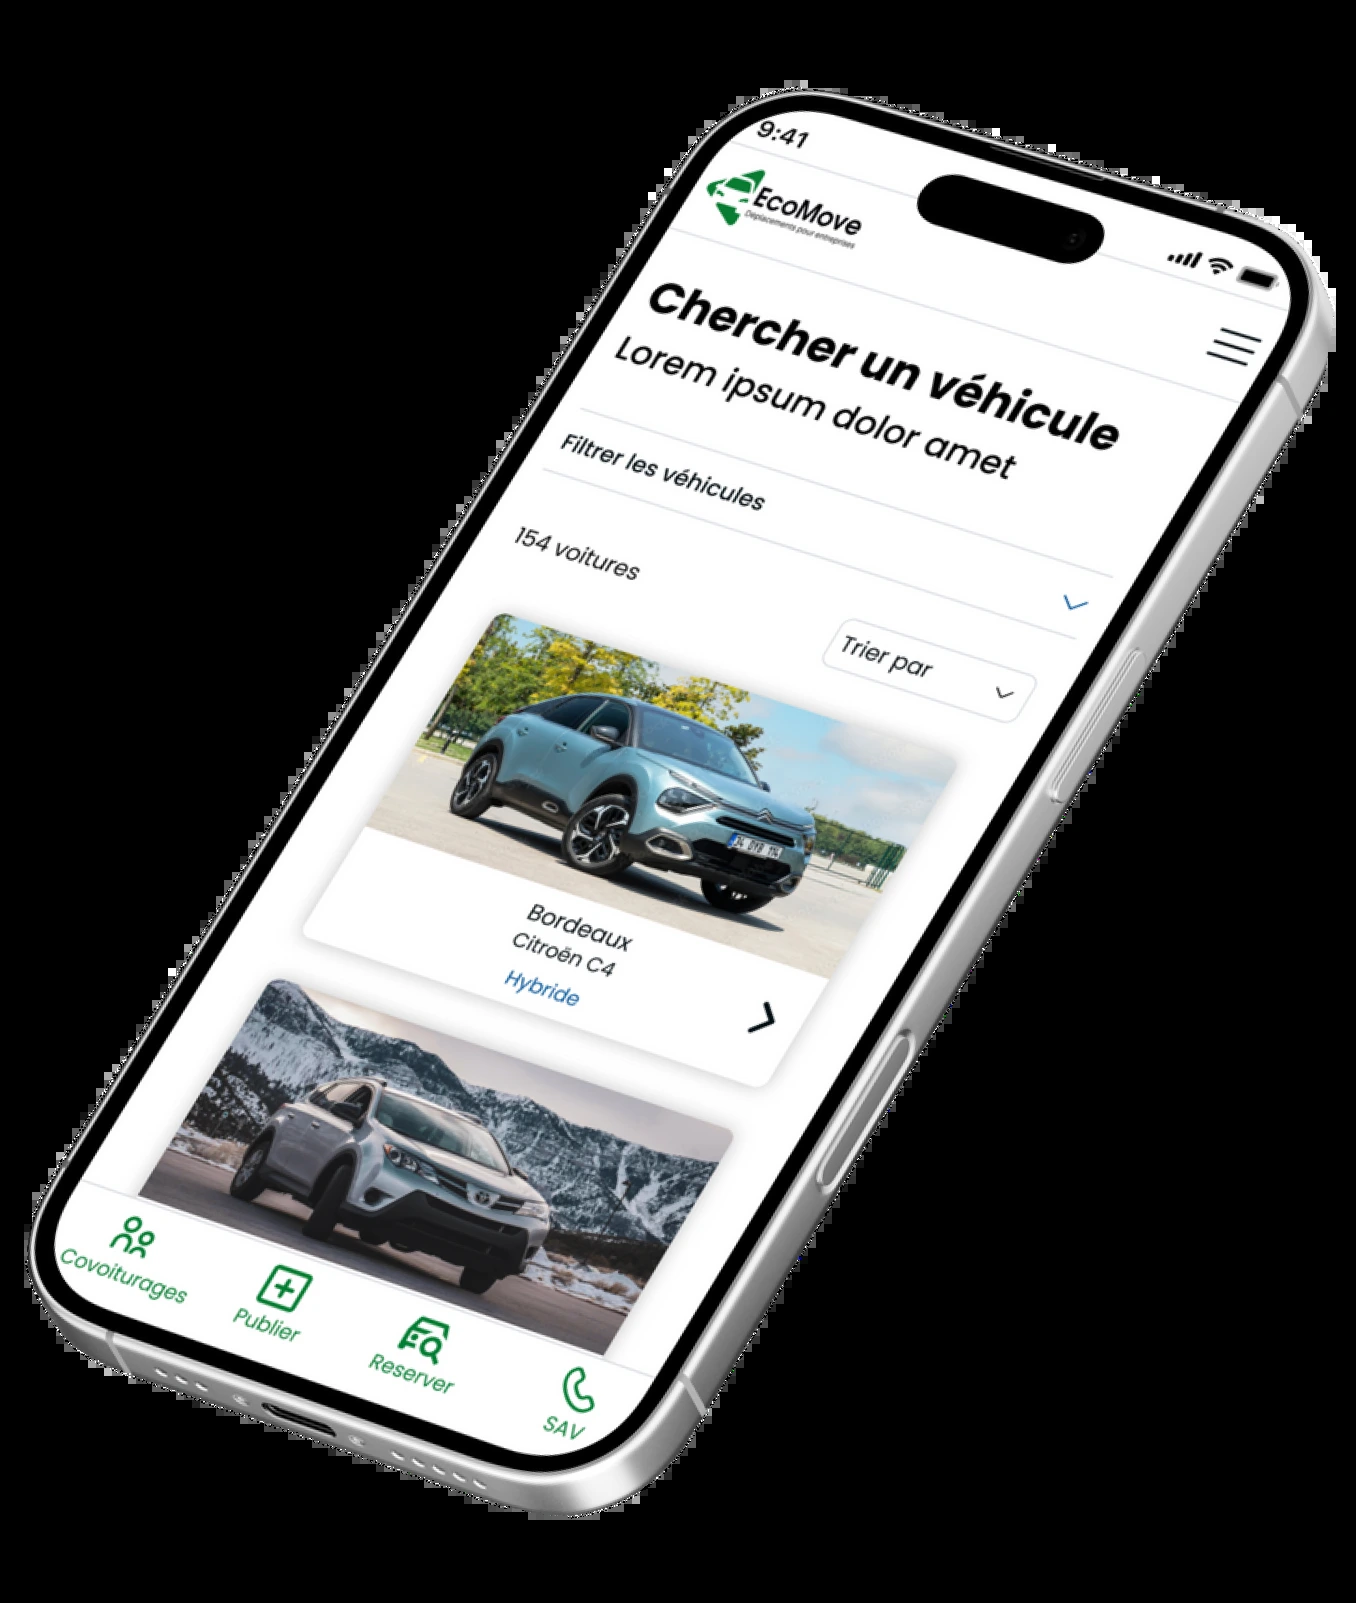 9:41
EcoMove
Déplacements pour entreprises
Chercher un véhicule
Lorem ipsum dolor amet
Filtrer les véhicules
154 voitures
Trier par
Bordeaux
Citroën C4
Hybride
Covoiturages
Publier
Reserver
SAV